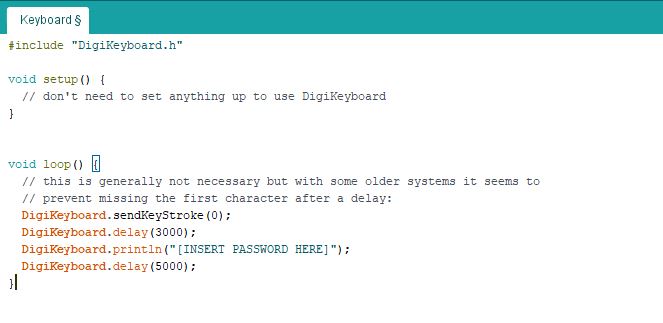 Keyboard §
#include "DigiKeyboard.h"
void setup() {
// don't need to set anything up to use DigiKeyboard
}
void loop() {
// this is generally not necessary but with some older systems it seems to
// prevent missing the first character after a delay:
DigiKeyboard.sendKeyStroke(0);
DigiKeyboard.delay(3000);
DigiKeyboard.println("[INSERT PASSWORD HERE]");
DigiKeyboard.delay(5000);
}